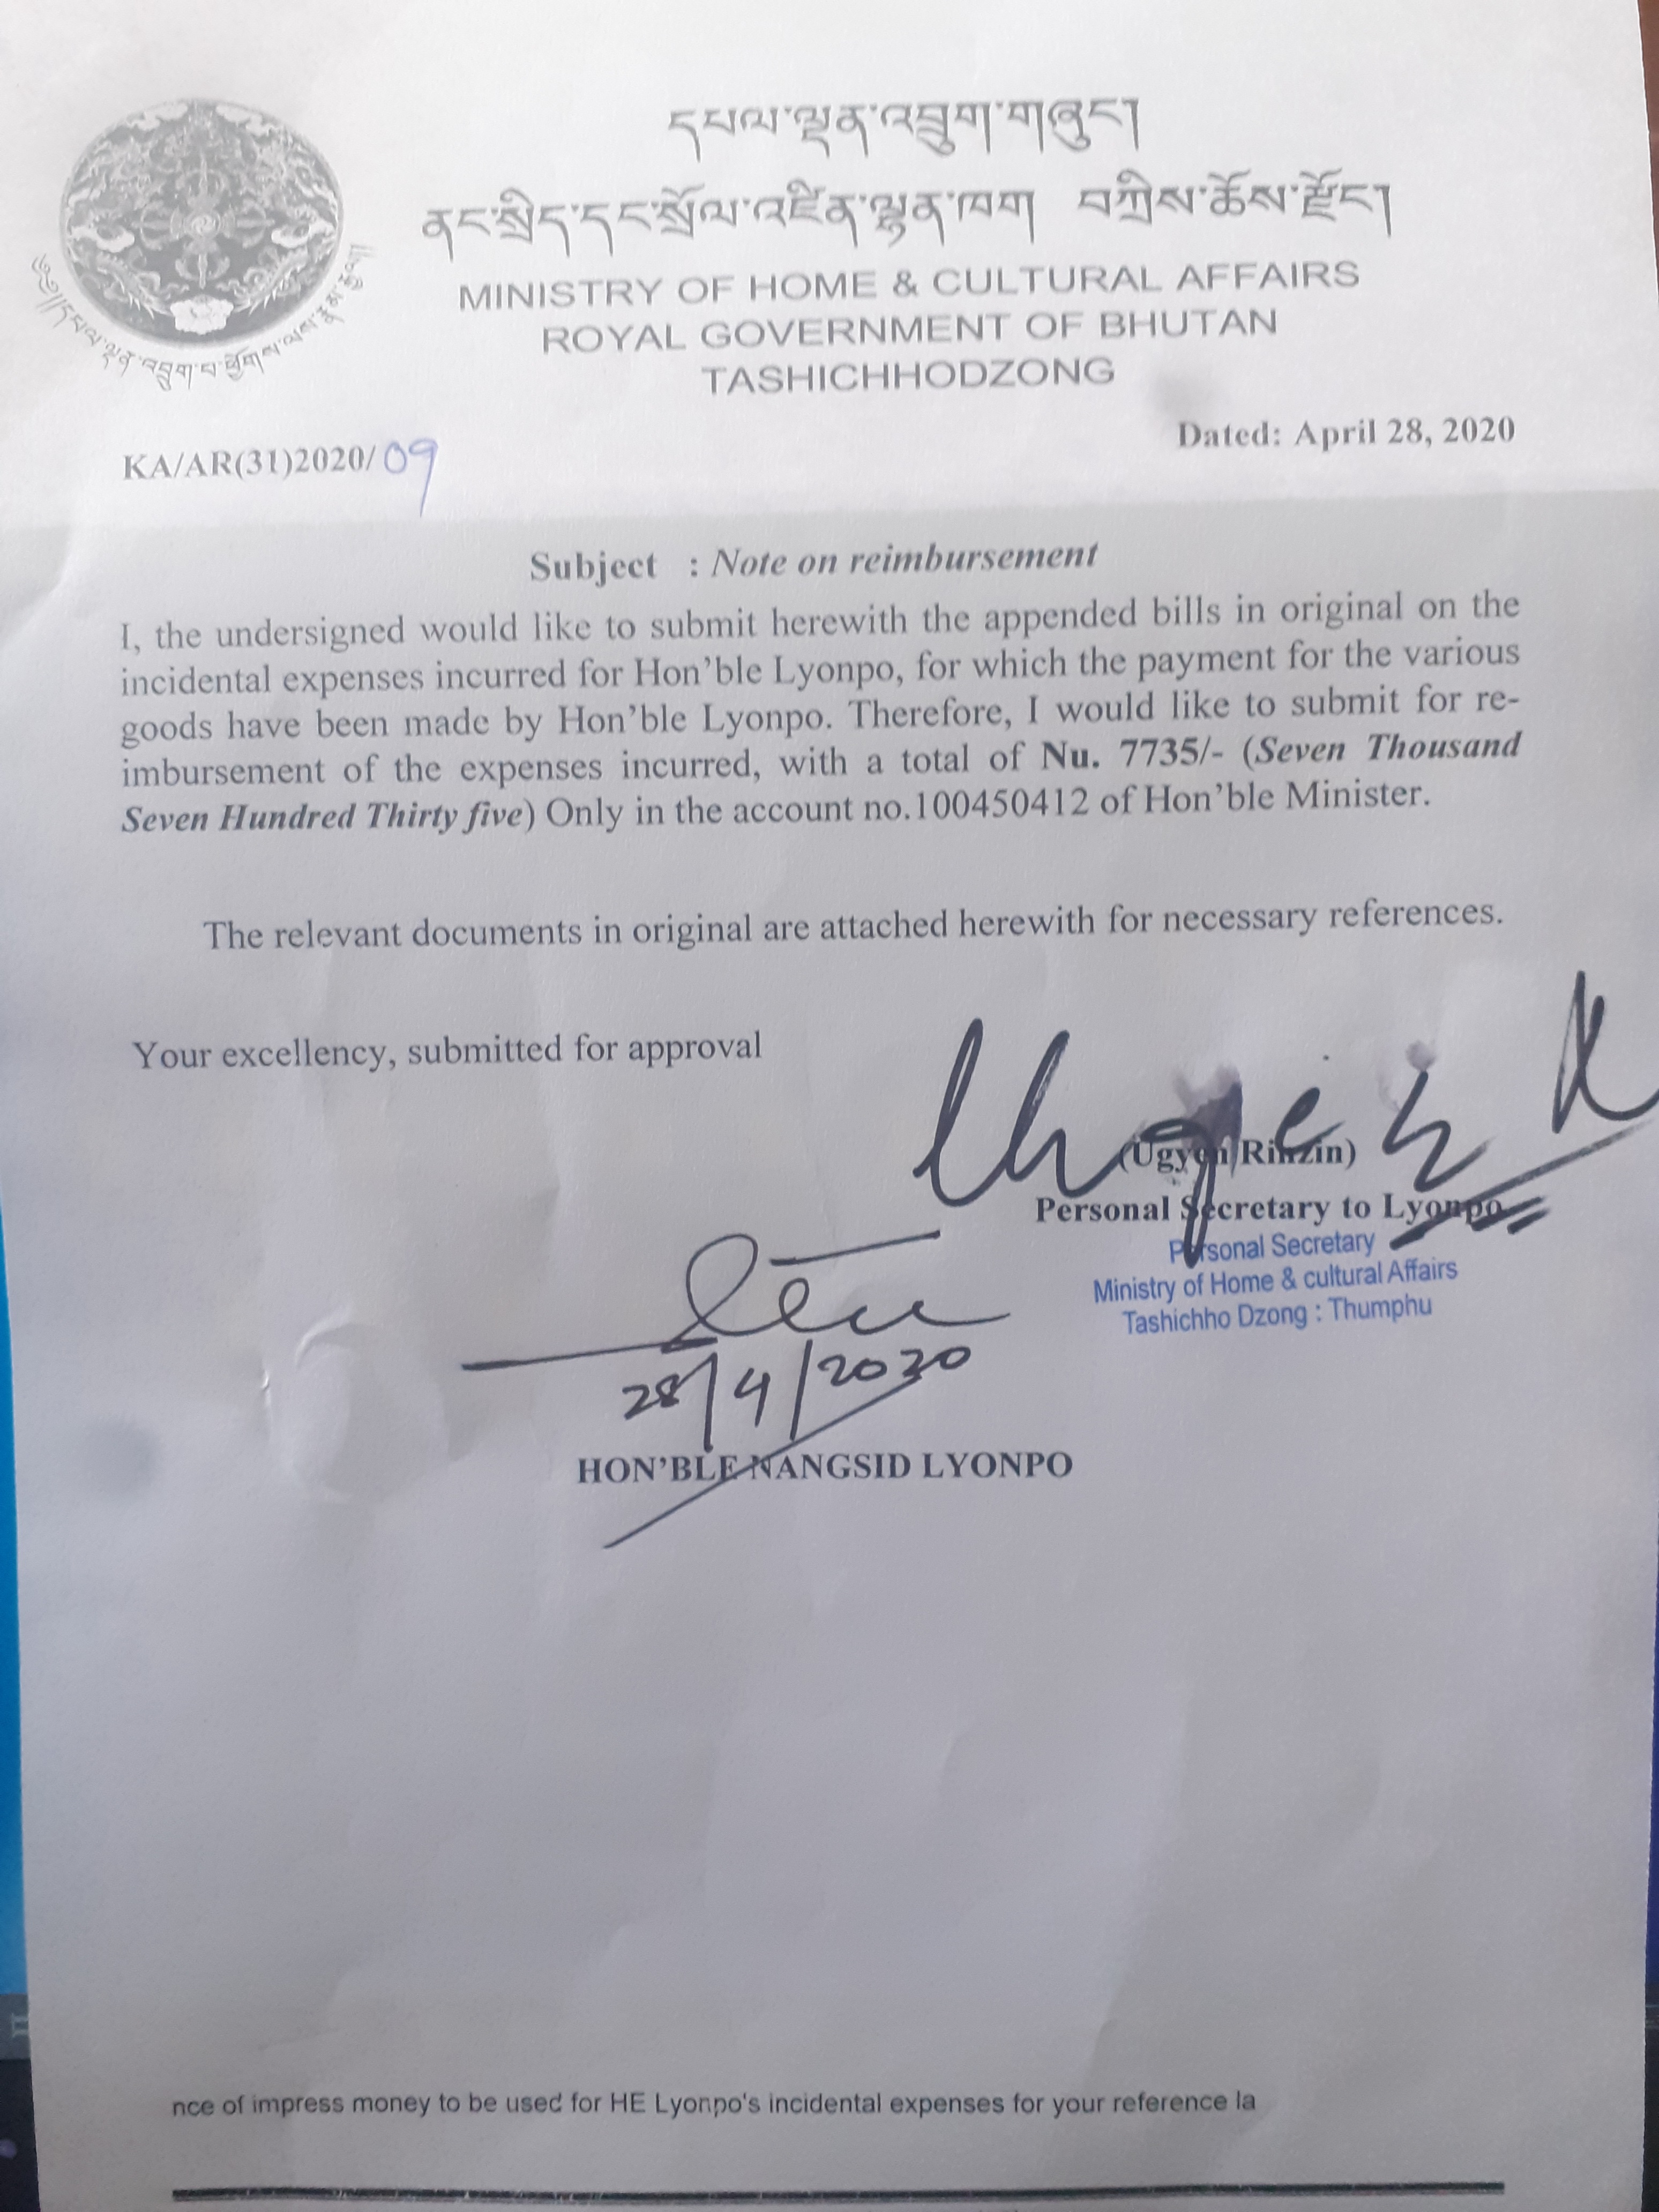 དཔལ་ལྡན་འབྲུག་གཞུང།
ནང་སྲིད་དང་སྲོལ་འཛིན་ལྷན་ཁག བཀྲིས་ཆོས་རྫོང།
༄༅།།དཔལ་ལྡན་འབྲུག་པ་ཕྱོགས་ལས་རྣམ་རྒྱལ།།
MINISTRY OF HOME & CULTURAL AFFAIRS
ROYAL GOVERNMENT OF BHUTAN
TASHICHHODZONG
Dated: April 28, 2020
KA/AR(31)2020/09
Subject : Note on reimbursement
I, the undersigned would like to submit herewith the appended bills in original on the
incidental expenses incurred for Hon'ble Lyonpo, for which the payment for the various
goods have been made by Hon'ble Lyonpo. Therefore, I would like to submit for re-
imbursement of the expenses incurred, with a total of Nu. 7735/- (Seven Thousand
Seven Hundred Thirty five) Only in the account no.100450412 of Hon'ble Minister.
The relevant documents in original are attached herewith for necessary references.
Your excellency, submitted for approval
(Ugyen Rinzin)
Personal Secretary to Lyonpo
Personal Secretary
Ministry of Home & cultural Affairs
Tashichho Dzong : Thumphu
28/4/2020
HON'BLE NANGSID LYONPO
nce of impress money to be used for HE Lyonpo's incidental expenses for your reference la